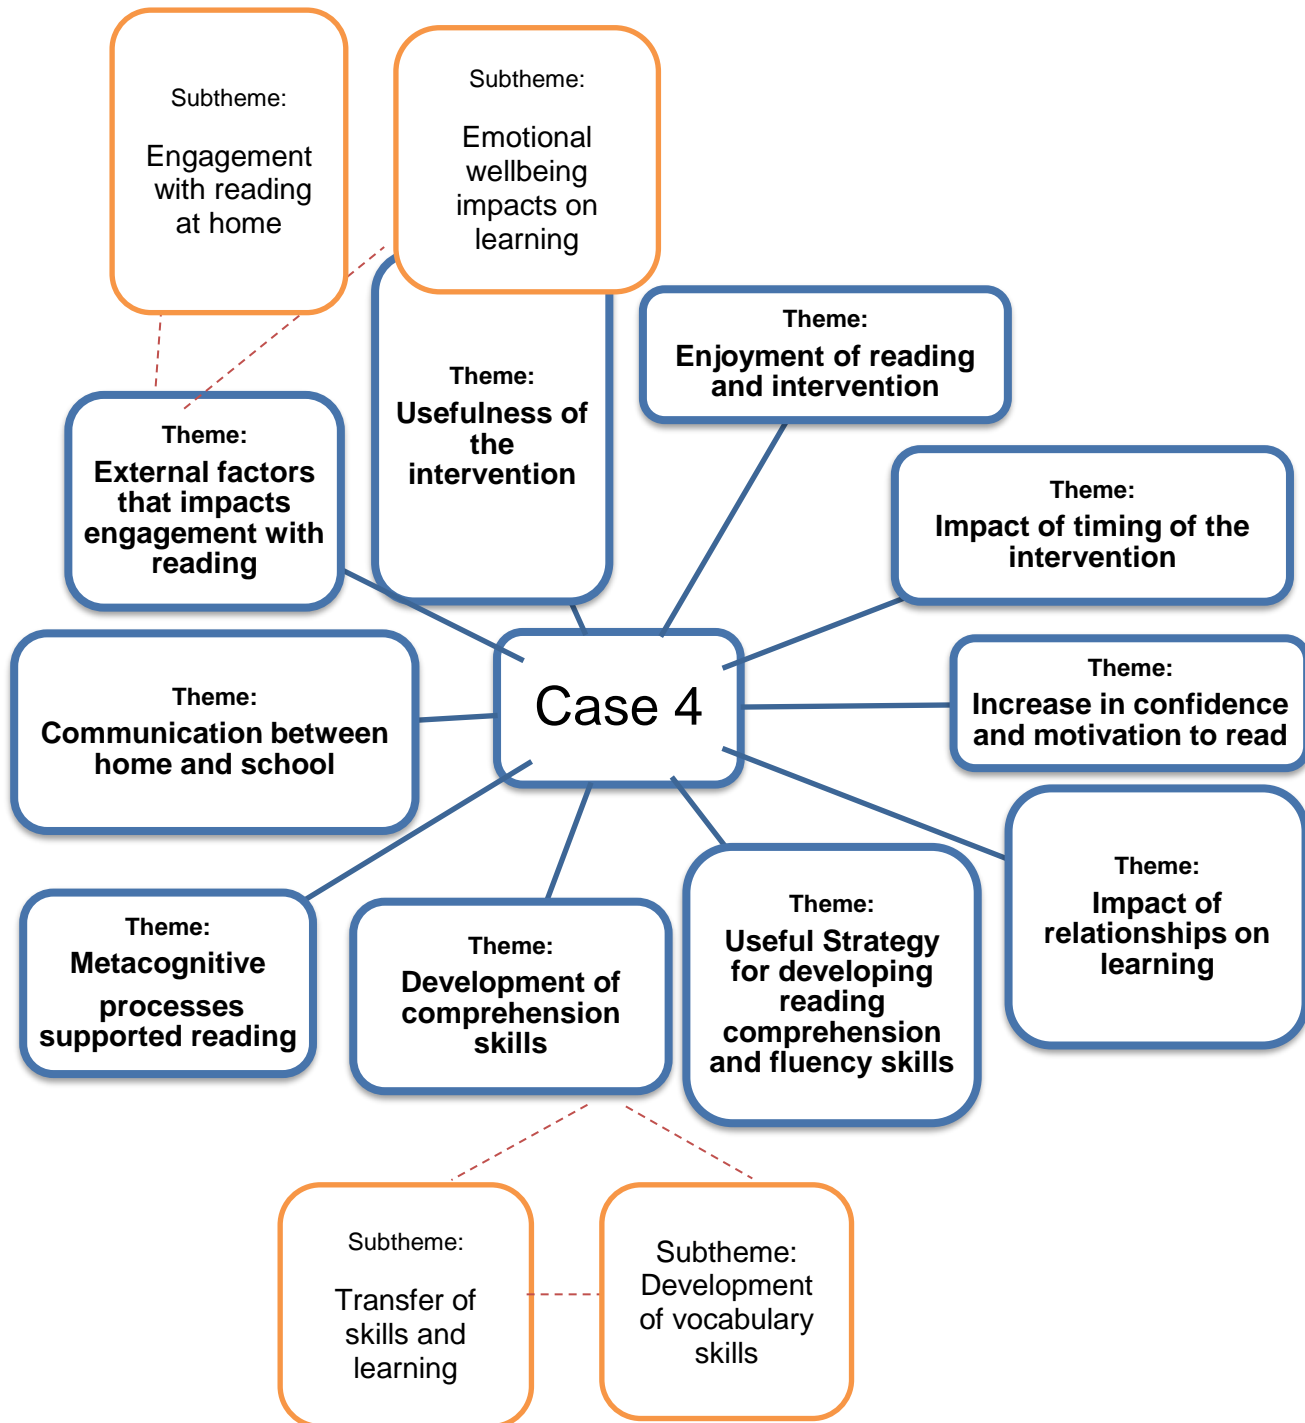 Subtheme:
Engagement
with reading
at home
Subtheme:
Emotional
wellbeing
impacts on
learning
Theme:
Enjoyment of reading
and intervention
Theme:
Usefulness of
the
intervention
Theme:
External factors
that impacts
engagement with
reading
Theme:
Impact of timing of the
intervention
Case 4
Theme:
Communication between
home and school
Theme:
Increase in confidence
and motivation to read
Theme:
Impact of
relationships on
learning
Theme:
Metacognitive
processes
supported reading
Theme:
Development of
comprehension
skills
Theme:
Useful Strategy
for developing
reading
comprehension
and fluency skills
Subtheme:
Transfer of
skills and
learning
Subtheme:
Development
of vocabulary
skills